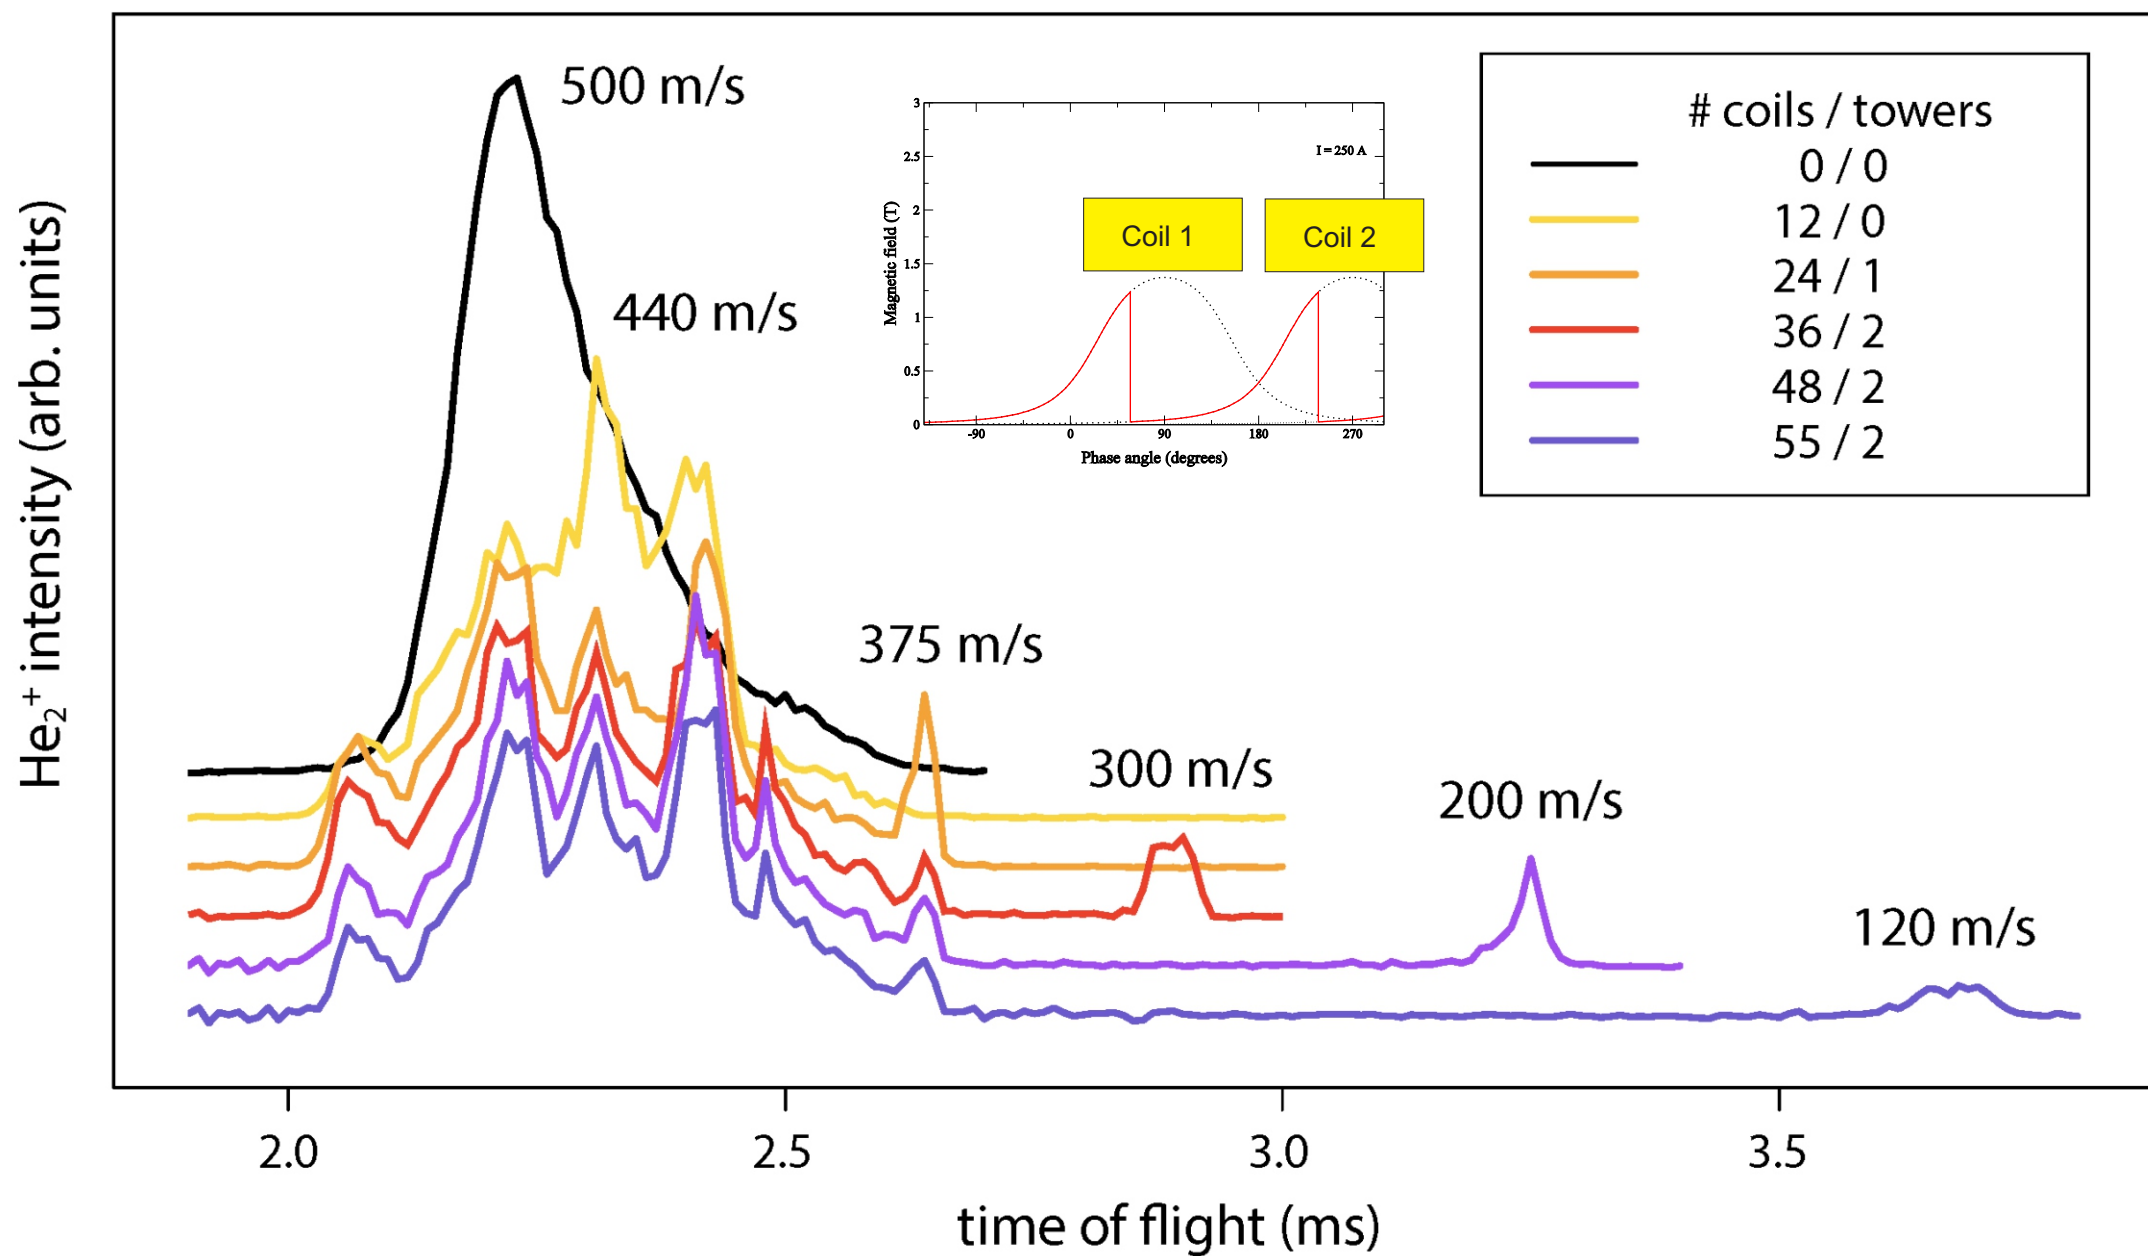 500 m/s
440 m/s
375 m/s
300 m/s
200 m/s
120 m/s
# coils / towers
0 / 0
12 / 0
24 / 1
36 / 2
48 / 2
55 / 2
3
2.5
2
1.5
1
0.5
0
Magnetic field (T)
I = 250 A
Coil 1
Coil 2
-90
0
90
180
270
Phase angle (degrees)
He₂⁺ intensity (arb. units)
2.0
2.5
3.0
3.5
time of flight (ms)